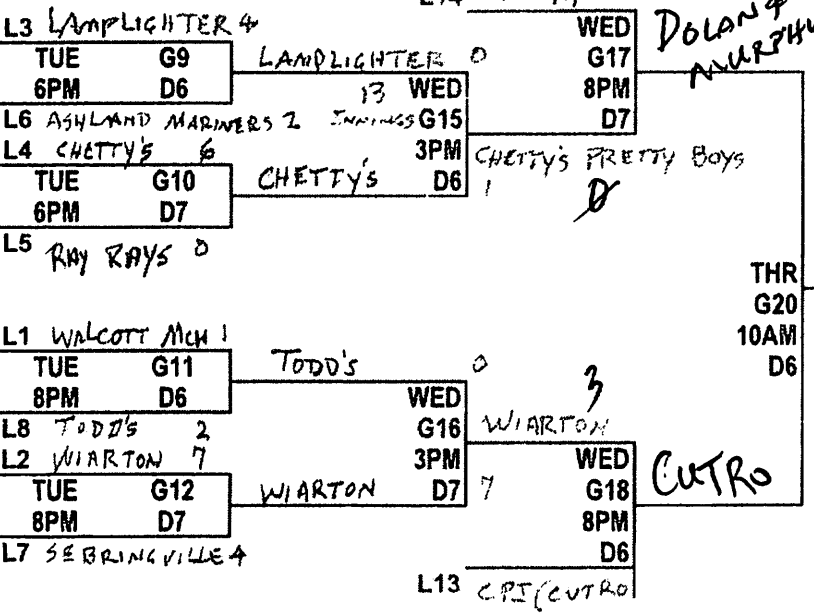 L3 LAMPLIGHTER 4
TUE G9
6PM D6
L6 ASHLAND MARINERS 2
LAMPLIGHTER 0
13 INNINGS
WED
G15
3PM
D6
L4 CHETTY'S 6
TUE G10
6PM D7
L5 RAY RAYS 0
CHETTY'S 1
WED
G17
8PM
D7
CHETTY'S PRETTY BOYS
0
DOLAN &
MURPHY
THR
G20
10AM
D6
L1 WALCOTT MCH 1
TUE G11
8PM D6
L8 TODD'S 2
TODD'S 0
WED
G16
3PM
D7
L2 WIARTON 7
TUE G12
8PM D7
L7 SEBRINGVILLE 4
WIARTON 7
3
WIARTON
WED
G18
8PM
D6
L13 CPI (CUTRO
CUTRO